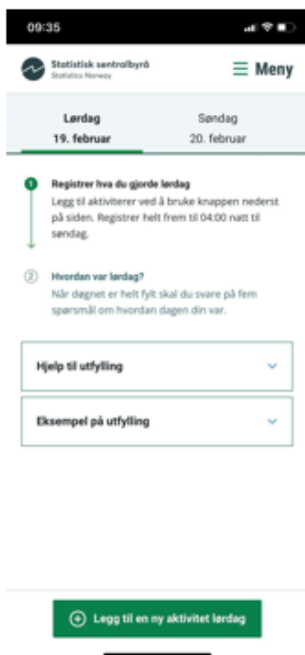 09:35
Statistisk sentralbyrå
Statistics Norway
Meny
Lørdag
19. februar
Søndag
20. februar
1
Registrer hva du gjorde lørdag
Legg til aktiviterer ved å bruke knappen nederst
på siden. Registrer helt frem til 04:00 natt til
søndag.
2
Hvordan var lørdag?
Når døgnet er helt fylt skal du svare på fem
spørsmål om hvordan dagen din var.
Hjelp til utfylling
Eksempel på utfylling
Legg til en ny aktivitet lørdag